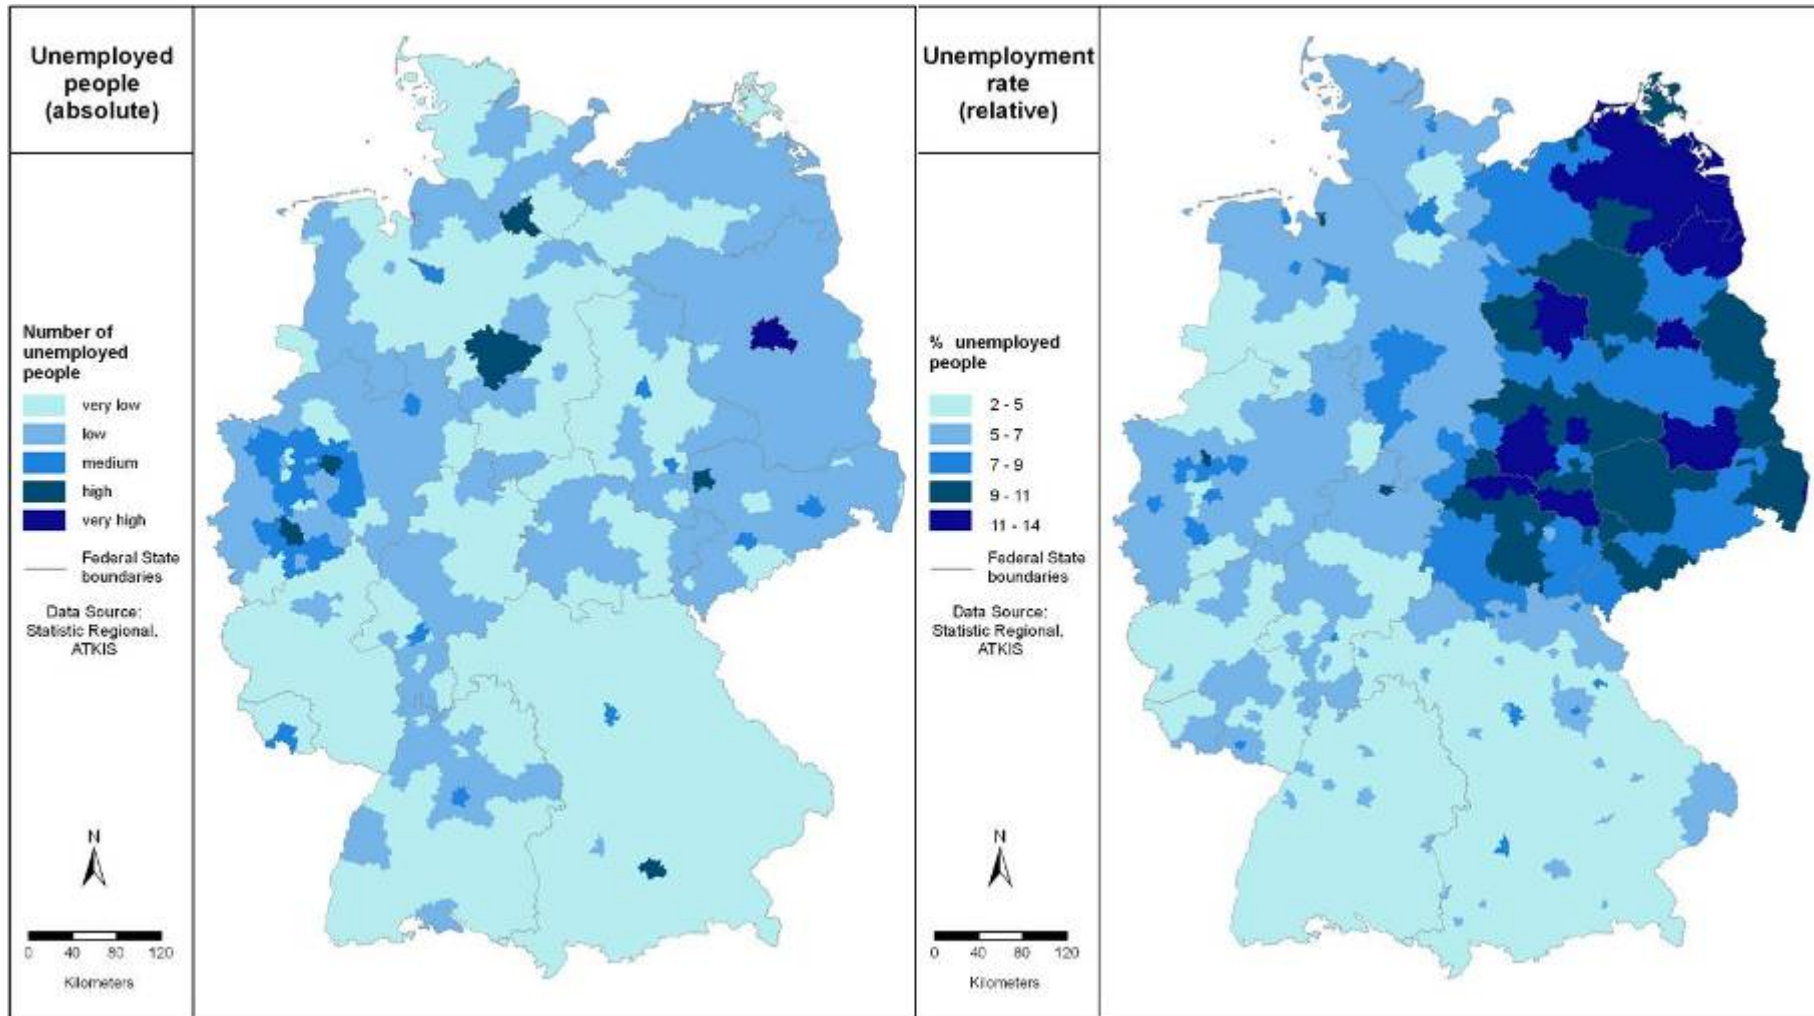 Unemployed
people
(absolute)
Number of
unemployed
people
very low
low
medium
high
very high
Federal State
boundaries
Data Source:
Statistic Regional,
ATKIS
N
0 40 80 120
Kilometers
Unemployment
rate
(relative)
% unemployed
people
2 - 5
5 - 7
7 - 9
9 - 11
11 - 14
Federal State
boundaries
Data Source:
Statistic Regional,
ATKIS
N
0 40 80 120
Kilometers